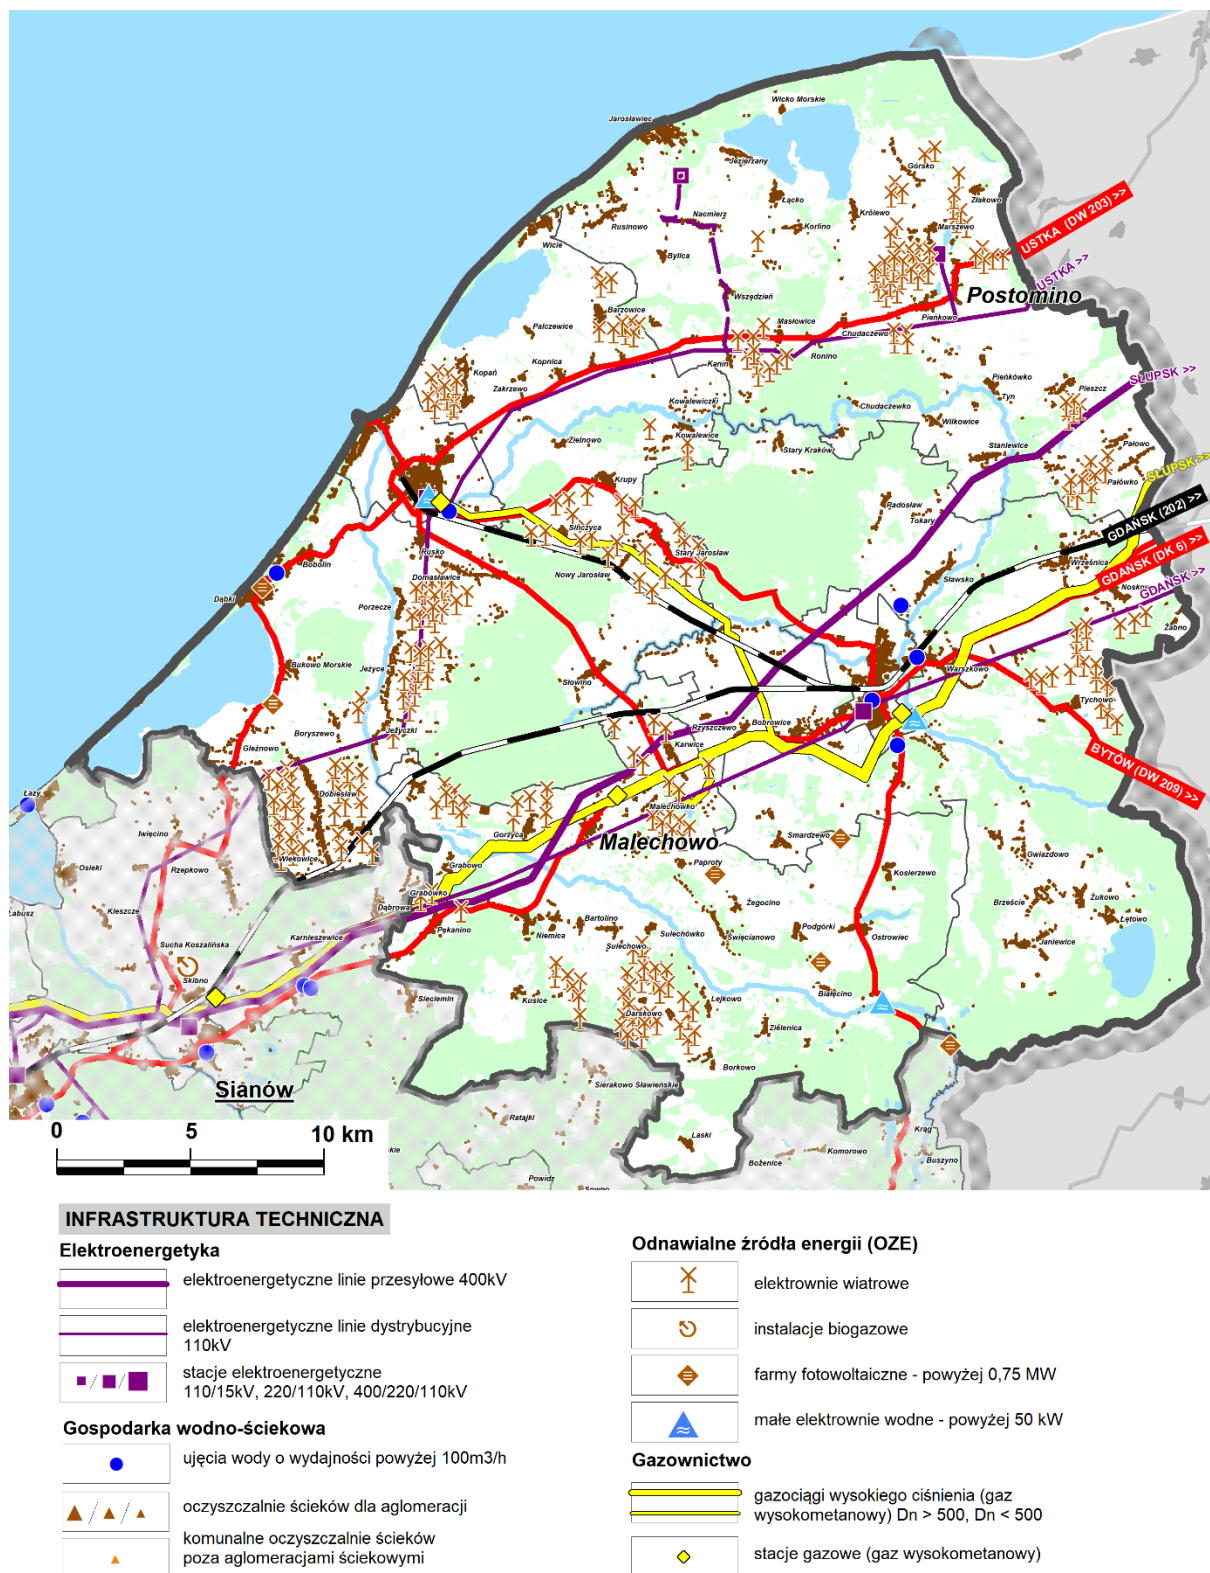 Wicko Morskie
Jarosławiec
Jezierzany
Górsko
Łącko
Królewo
Złakowo
Nacmierz
Rusinowo
Korlino
Marszewo
USTKA (DW 203) >>
Wicie
Bylica
USTKA >>
Wszędzień
Postomino
Barzowice
Masłowice
Pieńkowo
Palczewice
Chudaczewo
Kopnica
Ronino
Kanin
Kopań
Zakrzewo
Pieńkówko
Pieszcz
SŁUPSK >>
Kowalewiczki
Tyn
Chudaczewko
Wilkowice
Zielnowo
Kowalewice
Stary Kraków
Staniewice
Pałowo
SŁUPSK >>
Krupy
Pałówko
Radosław
GDAŃSK (202) >>
Tokary
Sińczyca
Rusko
Stary Jarosław
Wrześnica
GDAŃSK (DK 6) >>
Bobolin
Nowy Jarosław
Domasławice
Sławsko
Noskowo
GDAŃSK >>
Dąbki
Porzecze
Żabno
Bukowo Morskie
Jeżyce
Słowino
Warszkowo
Tychowo
Boryszewo
Jeżyczki
Rzyszczewo
Bobrowice
Gleźnowo
Karwice
BYTÓW (DW 209) >>
Łazy
Dobiesław
Malechówko
Iwięcino
Gorzyca
Smardzewo
Malechowo
Wiekowice
Gwiazdowo
Osieki
Rzepkowo
Grabowo
Paproty
Kosierzewo
Grabówko
Brzeście
Żukowo
Łabusz
Kleszcze
Dąbrowa
Żegocino
Łętowo
Bartolino
Podgórki
Karnieszewice
Pękanino
Niemica
Sulechówko
Święcianowo
Ostrowiec
Janiewice
Sucha Koszalińska
Sulechowo
Skibno
Sieciemin
Kusice
Lejkowo
Białęcino
Darskowo
Zielenica
Borkowo
Sianów
Sierakowo Sławieńskie
Ratajki
Krąg
0 5 10 km
Laski
Komorowo
Bożenice
Buszyno
Powidz
INFRASTRUKTURA TECHNICZNA
Elektroenergetyka
elektroenergetyczne linie przesyłowe 400kV
elektroenergetyczne linie dystrybucyjne
110kV
stacje elektroenergetyczne
110/15kV, 220/110kV, 400/220/110kV
Gospodarka wodno-ściekowa
ujęcia wody o wydajności powyżej 100m3/h
oczyszczalnie ścieków dla aglomeracji
komunalne oczyszczalnie ścieków
poza aglomeracjami ściekowymi
Odnawialne źródła energii (OZE)
elektrownie wiatrowe
instalacje biogazowe
farmy fotowoltaiczne - powyżej 0,75 MW
małe elektrownie wodne - powyżej 50 kW
Gazownictwo
gazociągi wysokiego ciśnienia (gaz
wysokometanowy) Dn > 500, Dn < 500
stacje gazowe (gaz wysokometanowy)